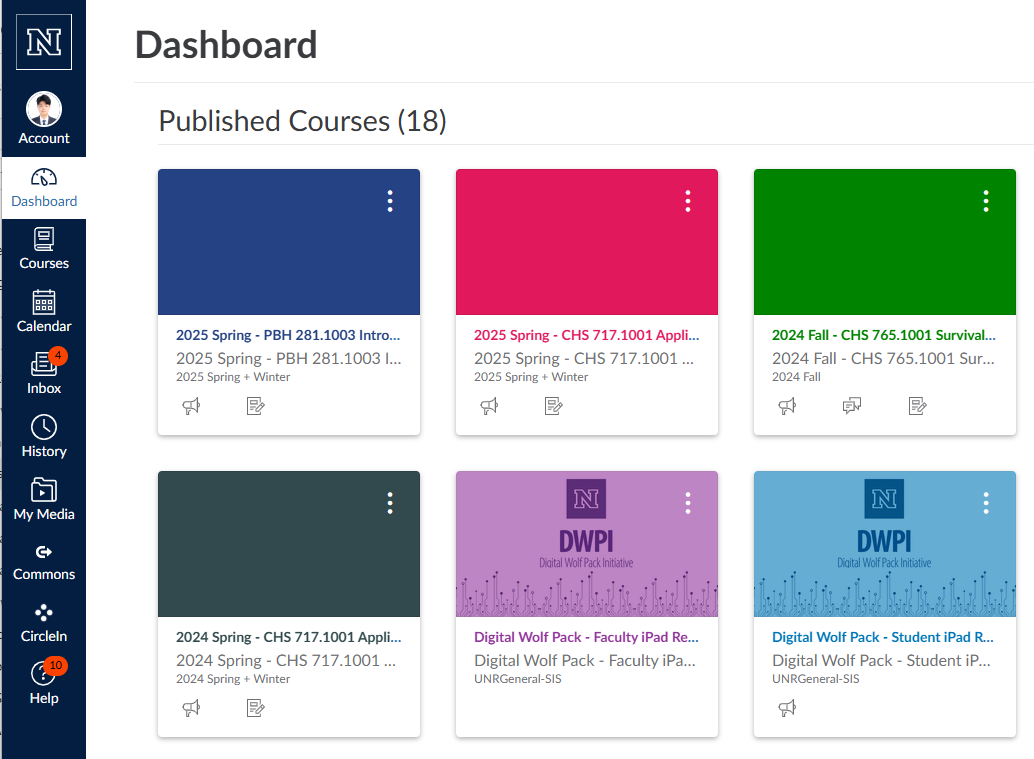 N
Account
Dashboard
Courses
Calendar
4
Inbox
History
My Media
Commons
CircleIn
10
Help
Dashboard
Published Courses (18)
2025 Spring - PBH 281.1003 Intro...
2025 Spring - PBH 281.1003 I...
2025 Spring + Winter
2025 Spring - CHS 717.1001 Appli...
2025 Spring - CHS 717.1001 ...
2025 Spring + Winter
2024 Fall - CHS 765.1001 Survival...
2024 Fall - CHS 765.1001 Sur...
2024 Fall
2024 Spring - CHS 717.1001 Appli...
2024 Spring - CHS 717.1001 ...
2024 Spring + Winter
N
DWPI
Digital Wolf Pack Initiative
Digital Wolf Pack - Faculty iPad Re...
Digital Wolf Pack - Faculty iPa...
UNRGeneral-SIS
N
DWPI
Digital Wolf Pack Initiative
Digital Wolf Pack - Student iPad R...
Digital Wolf Pack - Student iP...
UNRGeneral-SIS